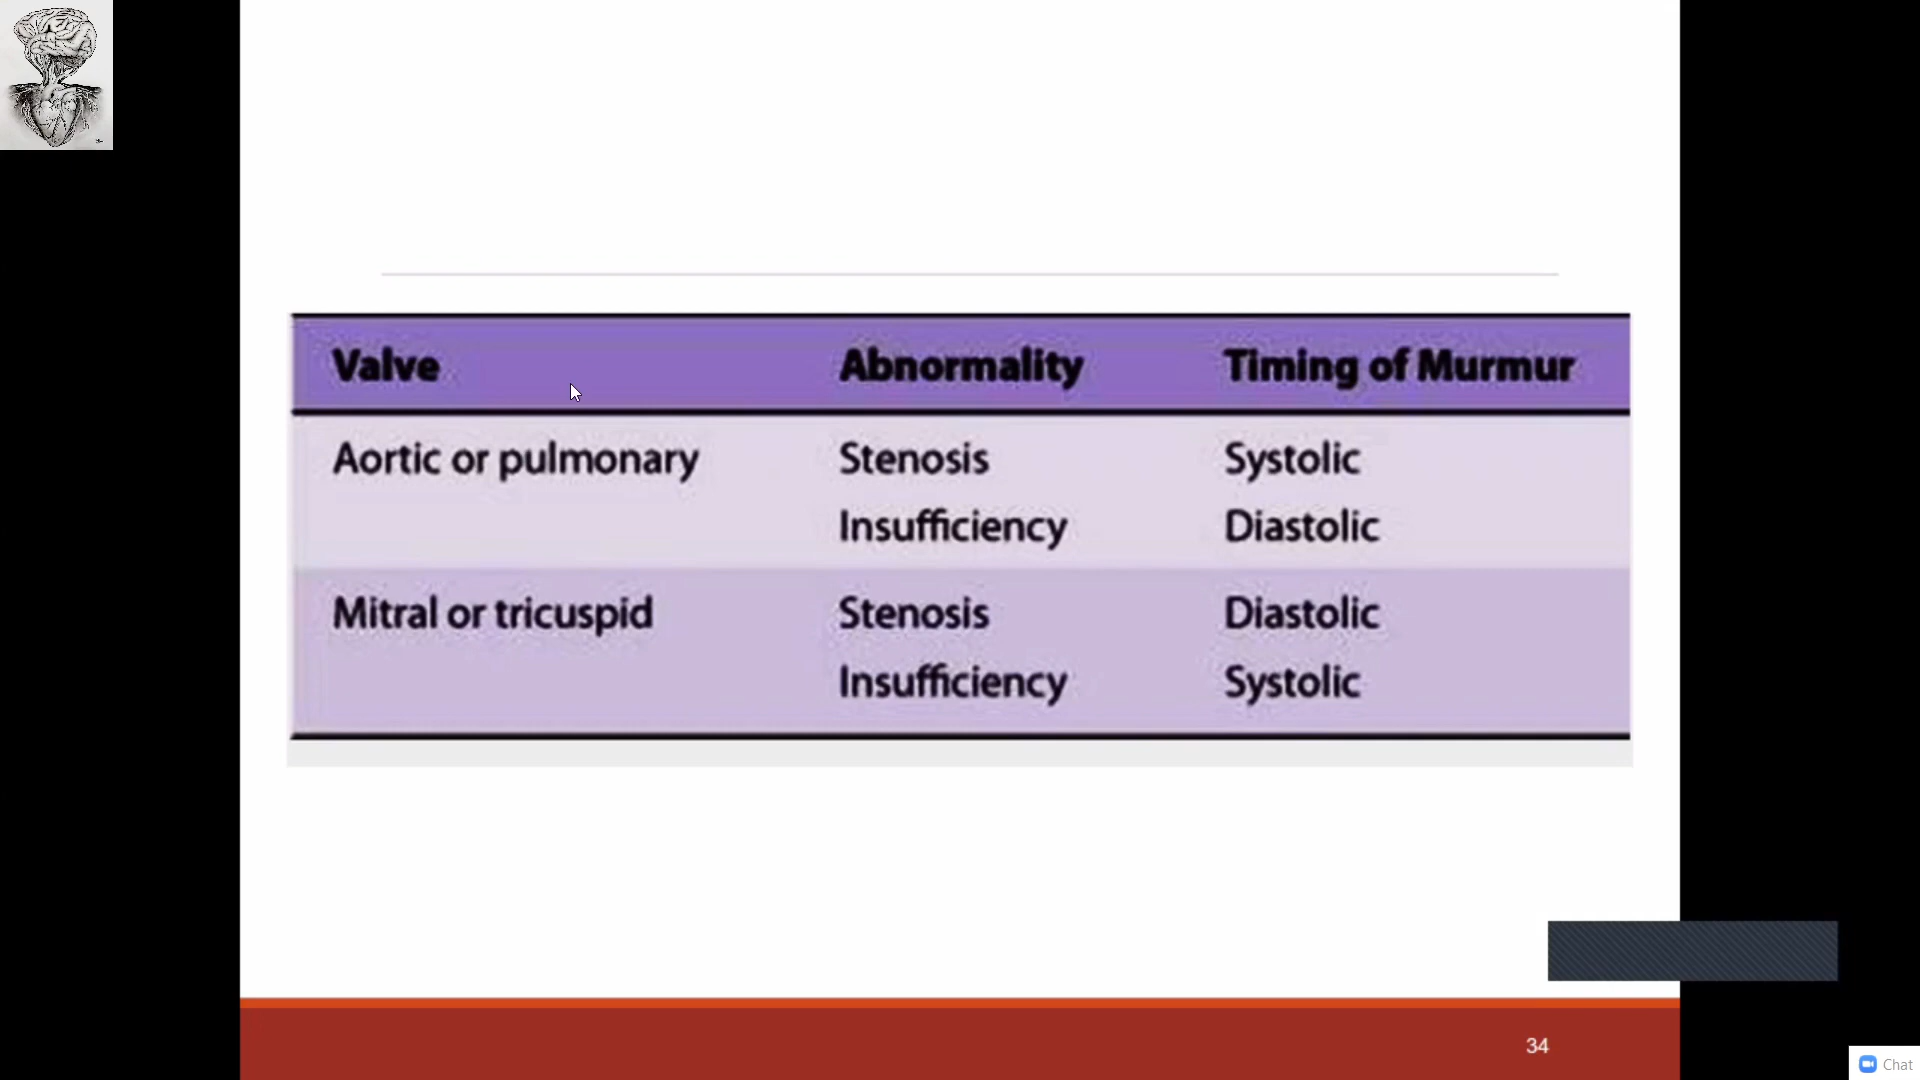 Valve Abnormality Timing of Murmur
Aortic or pulmonary Stenosis Systolic
Insufficiency Diastolic
Mitral or tricuspid Stenosis Diastolic
Insufficiency Systolic
34
Chat